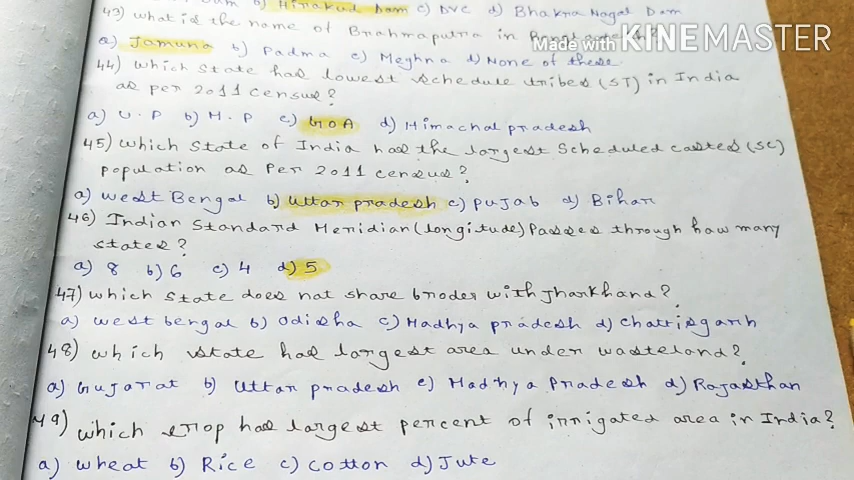 b) Hirakud Dam c) DVC d) Bhakra Nagal Dam
43) what is the name of Brahmaputra in
Made with KINEMASTER
a) Jamuna b) Padma c) Meghna d) None of these
44) which state has lowest schedule tribes (ST) in India
as per 2011 census?
a) U.P b) M.P c) GOA d) Himachal pradesh
45) which State of India has the largest Scheduled castes (SC)
population as Per 2011 census?
a) West Bengal b) Uttar pradesh c) Pujab d) Bihar
46) Indian Standard Meridian (longitude) Passes through how many
states?
a) 8 b) 6 c) 4 d) 5
47) which state does not share broder with Jharkhand?
a) west bengal b) Odisha c) Madhya pradesh d) Chattisgarh
48) which state has largest area under wasteland?
a) Gujarat b) Uttar pradesh c) Madhya Pradesh d) Rajasthan
49) which crop has largest percent of irrigated area in India?
a) wheat b) Rice c) cotton d) Jute